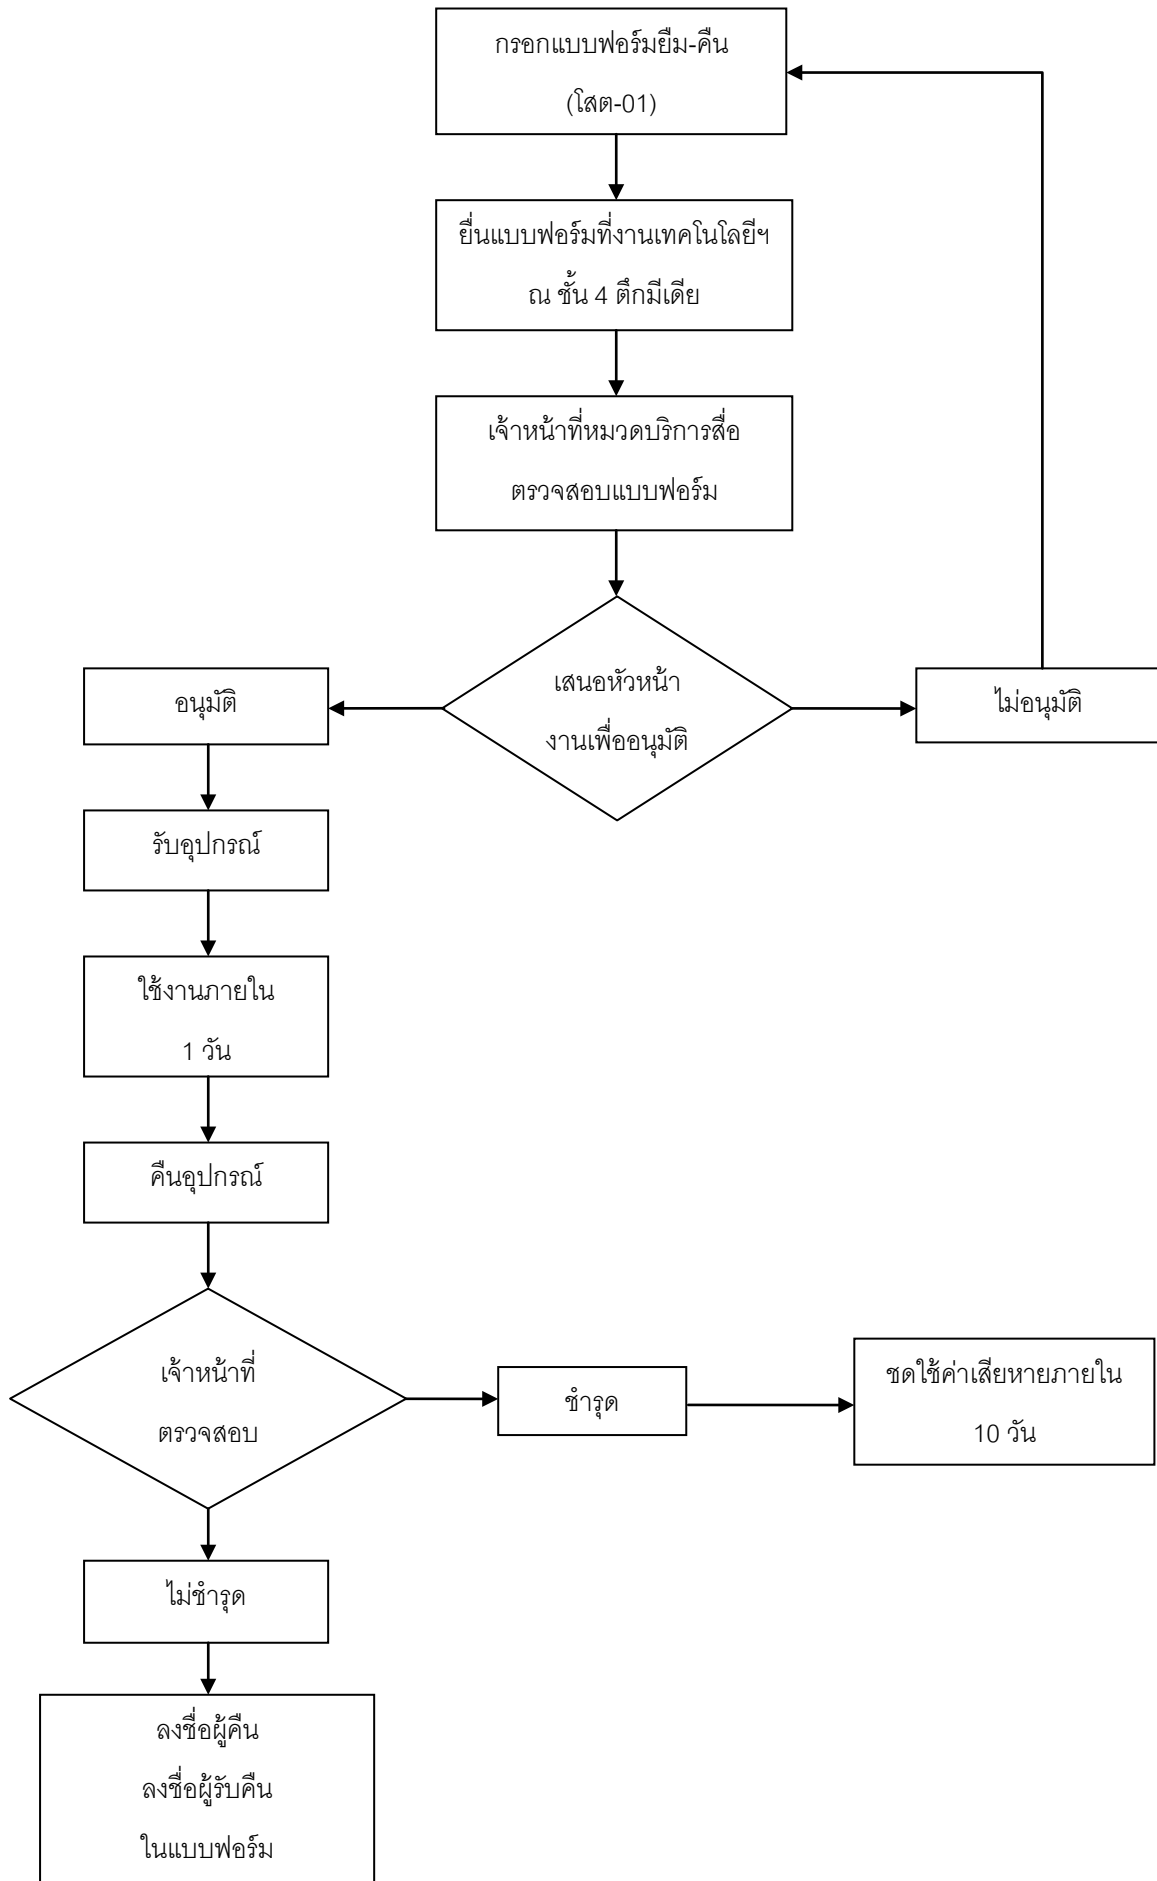 กรอกแบบฟอร์มยืม-คืน
(โสต-01)
ยื่นแบบฟอร์มที่งานเทคโนโลยีฯ
ณ ชั้น 4 ตึกมีเดีย
เจ้าหน้าที่หมวดบริการสื่อ
ตรวจสอบแบบฟอร์ม
เสนอหัวหน้า
งานเพื่ออนุมัติ
อนุมัติ
ไม่อนุมัติ
รับอุปกรณ์
ใช้งานภายใน
1 วัน
คืนอุปกรณ์
เจ้าหน้าที่
ตรวจสอบ
ชำรุด
ชดใช้ค่าเสียหายภายใน
10 วัน
ไม่ชำรุด
ลงชื่อผู้คืน
ลงชื่อผู้รับคืน
ในแบบฟอร์ม